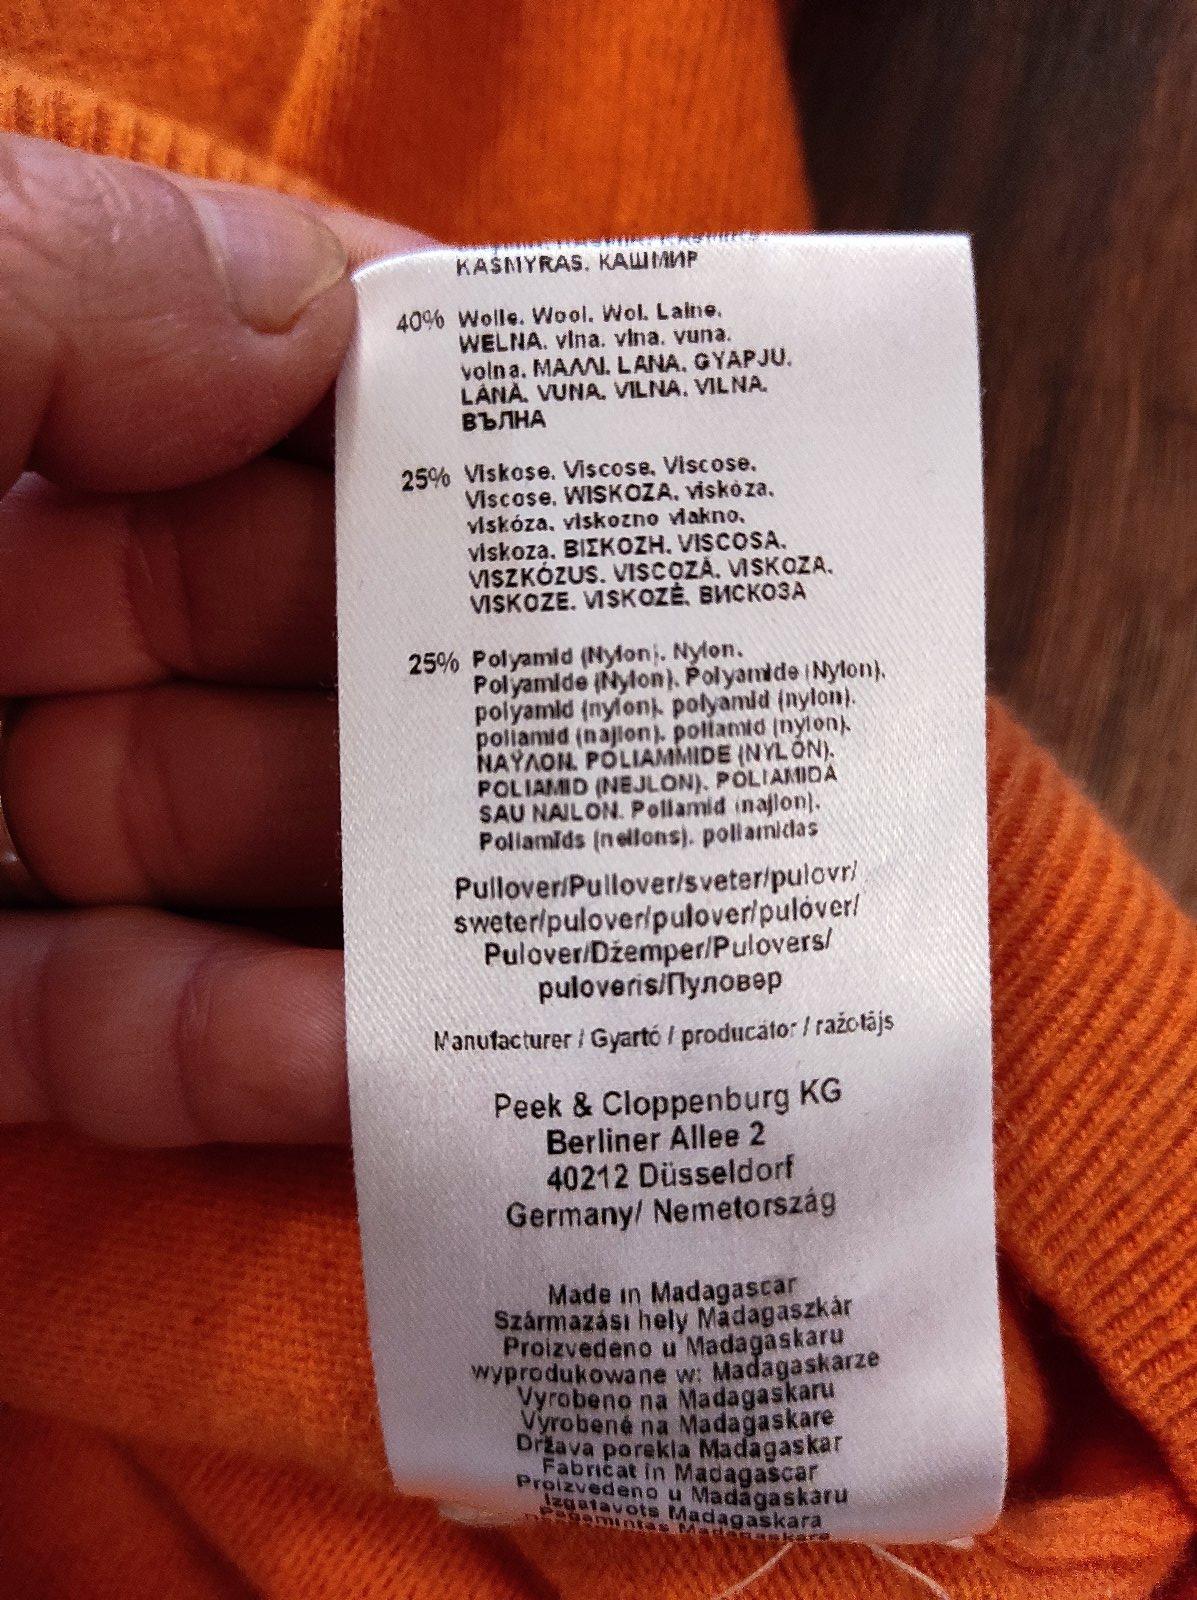 KAŠMYRAS. КАШМИР
40% Wolle. Wool. Wol. Laine.
WELNA. vlna. vlna. vuna.
volna. ΜΑΛΛΙ. LANA. GYAPJU.
LÂNĂ. VUNA. VILNA. VILNA.
ВЪЛНА
25% Viskose. Viscose. Viscose.
Viscose. WISKOZA. viskóza.
viskóza. viskozno vlakno.
viskoza. ΒΙΣΚΟΖΗ. VISCOSA.
VISZKÓZUS. VISCOZĂ. VISKOZA.
VISKOZE. VISKOZĖ. ВИСКОЗА
25% Polyamid (Nylon). Nylon.
Polyamide (Nylon). Polyamide (Nylon).
polyamid (nylon). polyamid (nylon).
poliamid (najlon). poliamid (nylon).
ΝΑΫΛΟΝ. POLIAMMIDE (NYLON).
POLIAMID (NEJLON). POLIAMIDĂ
SAU NAILON. Poliamid (najlon).
Poliamīds (neilons). poliamidas
Pullover/Pullover/sveter/pulovr/
sweter/pulover/pulover/pulóver/
Pulover/Džemper/Pulovers/
puloveris/Пуловер
Manufacturer / Gyartó / producător / ražotājs
Peek & Cloppenburg KG
Berliner Allee 2
40212 Düsseldorf
Germany/ Nemetország
Made in Madagascar
Származási hely Madagaszkár
Proizvedeno u Madagaskaru
wyprodukowane w: Madagaskarze
Vyrobeno na Madagaskaru
Vyrobené na Madagaskare
Država porekla Madagaskar
Fabricat în Madagascar
Proizvedeno u Madagaskaru
Izgatavots Madagaskara
Pagamintas Madagaskare